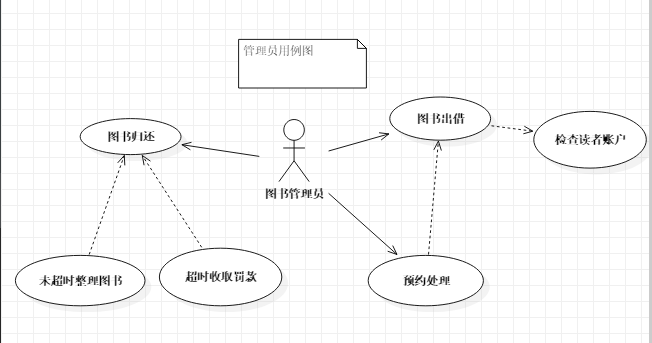 管理员用例图
图书出借
图书归还
检查读者账户
图书管理员
未超时整理图书
超时收取罚款
预约处理